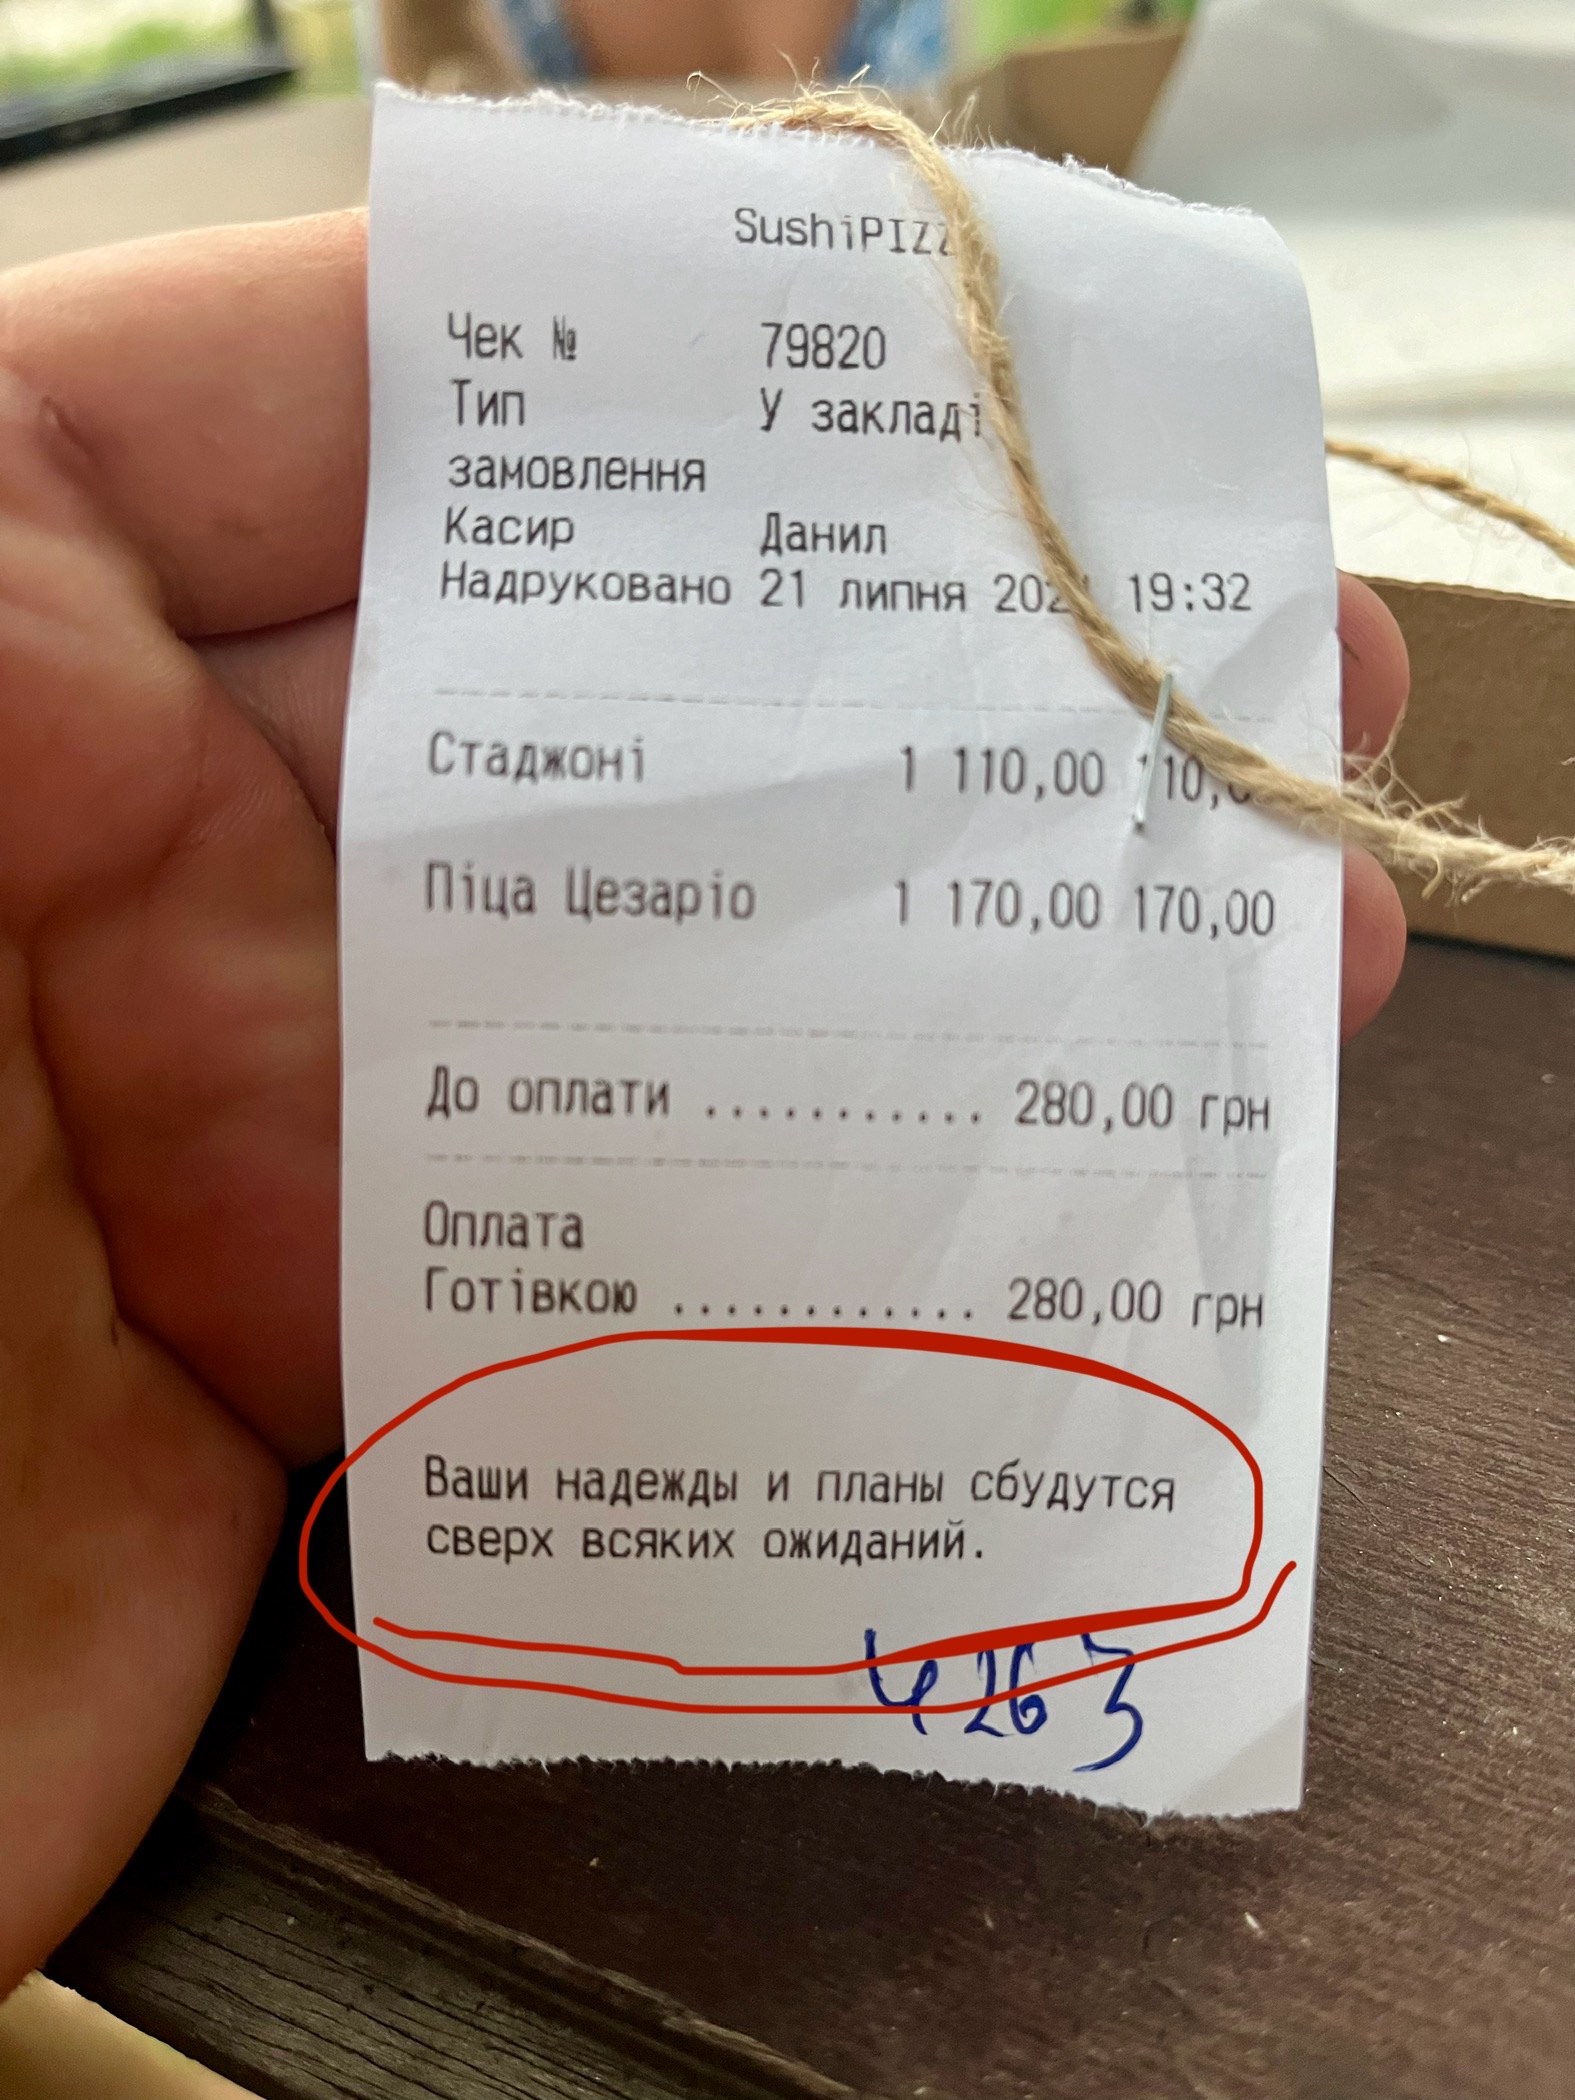 SushiPIZZ
Чек № 79820
Тип У закладі
замовлення
Касир Данил
Надруковано 21 липня 19:32
Стаджоні 1 110,00
Піца Цезаріо 1 170,00 170,00
До оплати ........... 280,00 грн
Оплата
Готівкою ............ 280,00 грн
Ваши надежды и планы сбудутся
сверх всяких ожиданий.
4263